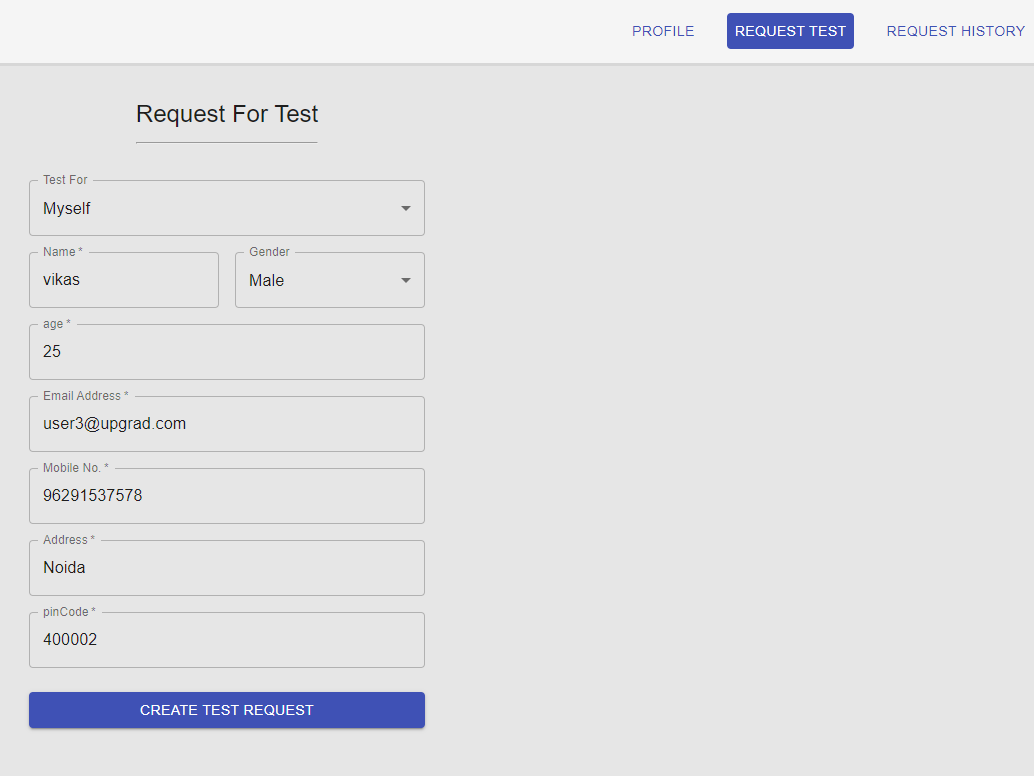 PROFILE REQUEST TEST REQUEST HISTORY
Request For Test
Test For
Myself
Name * Gender
vikas Male
age *
25
Email Address *
user3@upgrad.com
Mobile No. *
96291537578
Address *
Noida
pinCode *
400002
CREATE TEST REQUEST